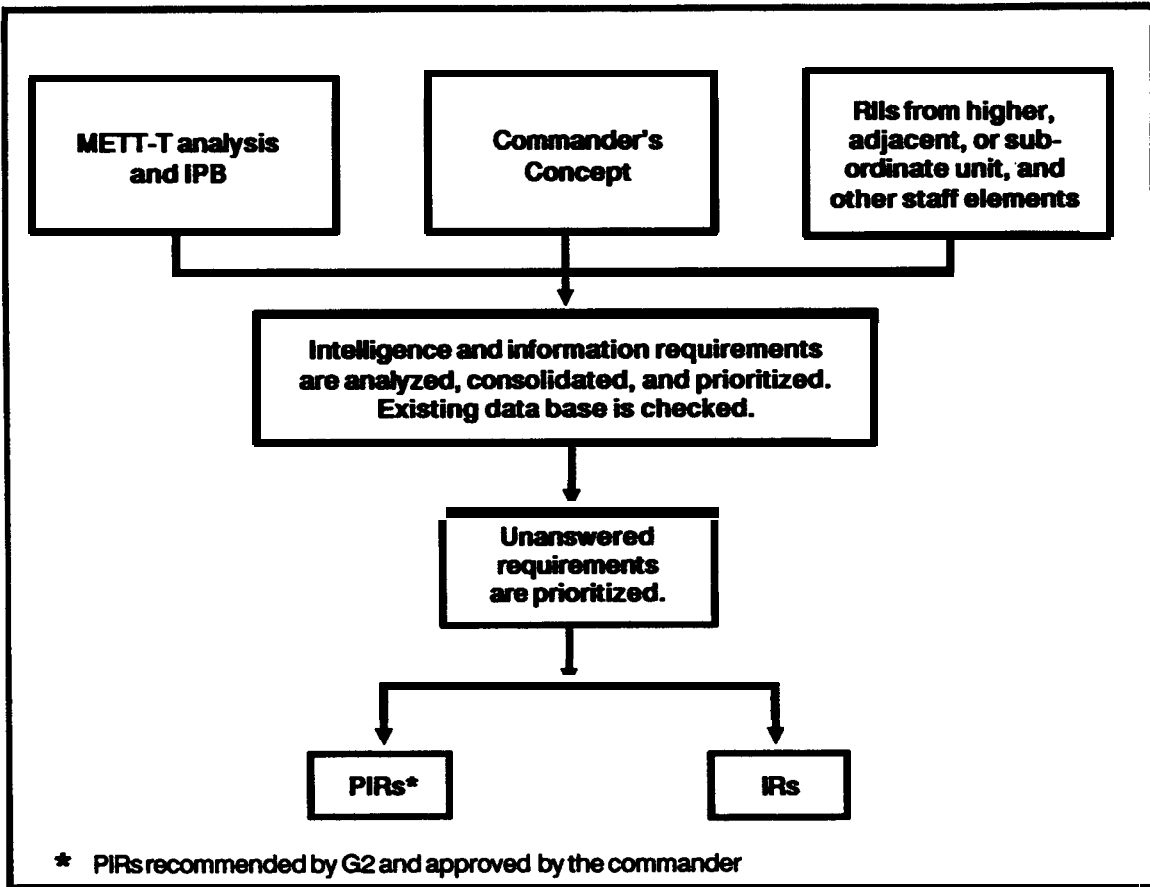 METT-T analysis
and IPB
Commander's
Concept
RIIs from higher,
adjacent, or sub-
ordinate unit, and
other staff elements
Intelligence and information requirements
are analyzed, consolidated, and prioritized.
Existing data base is checked.
Unanswered
requirements
are prioritized.
PIRs*
IRs
* PIRs recommended by G2 and approved by the commander